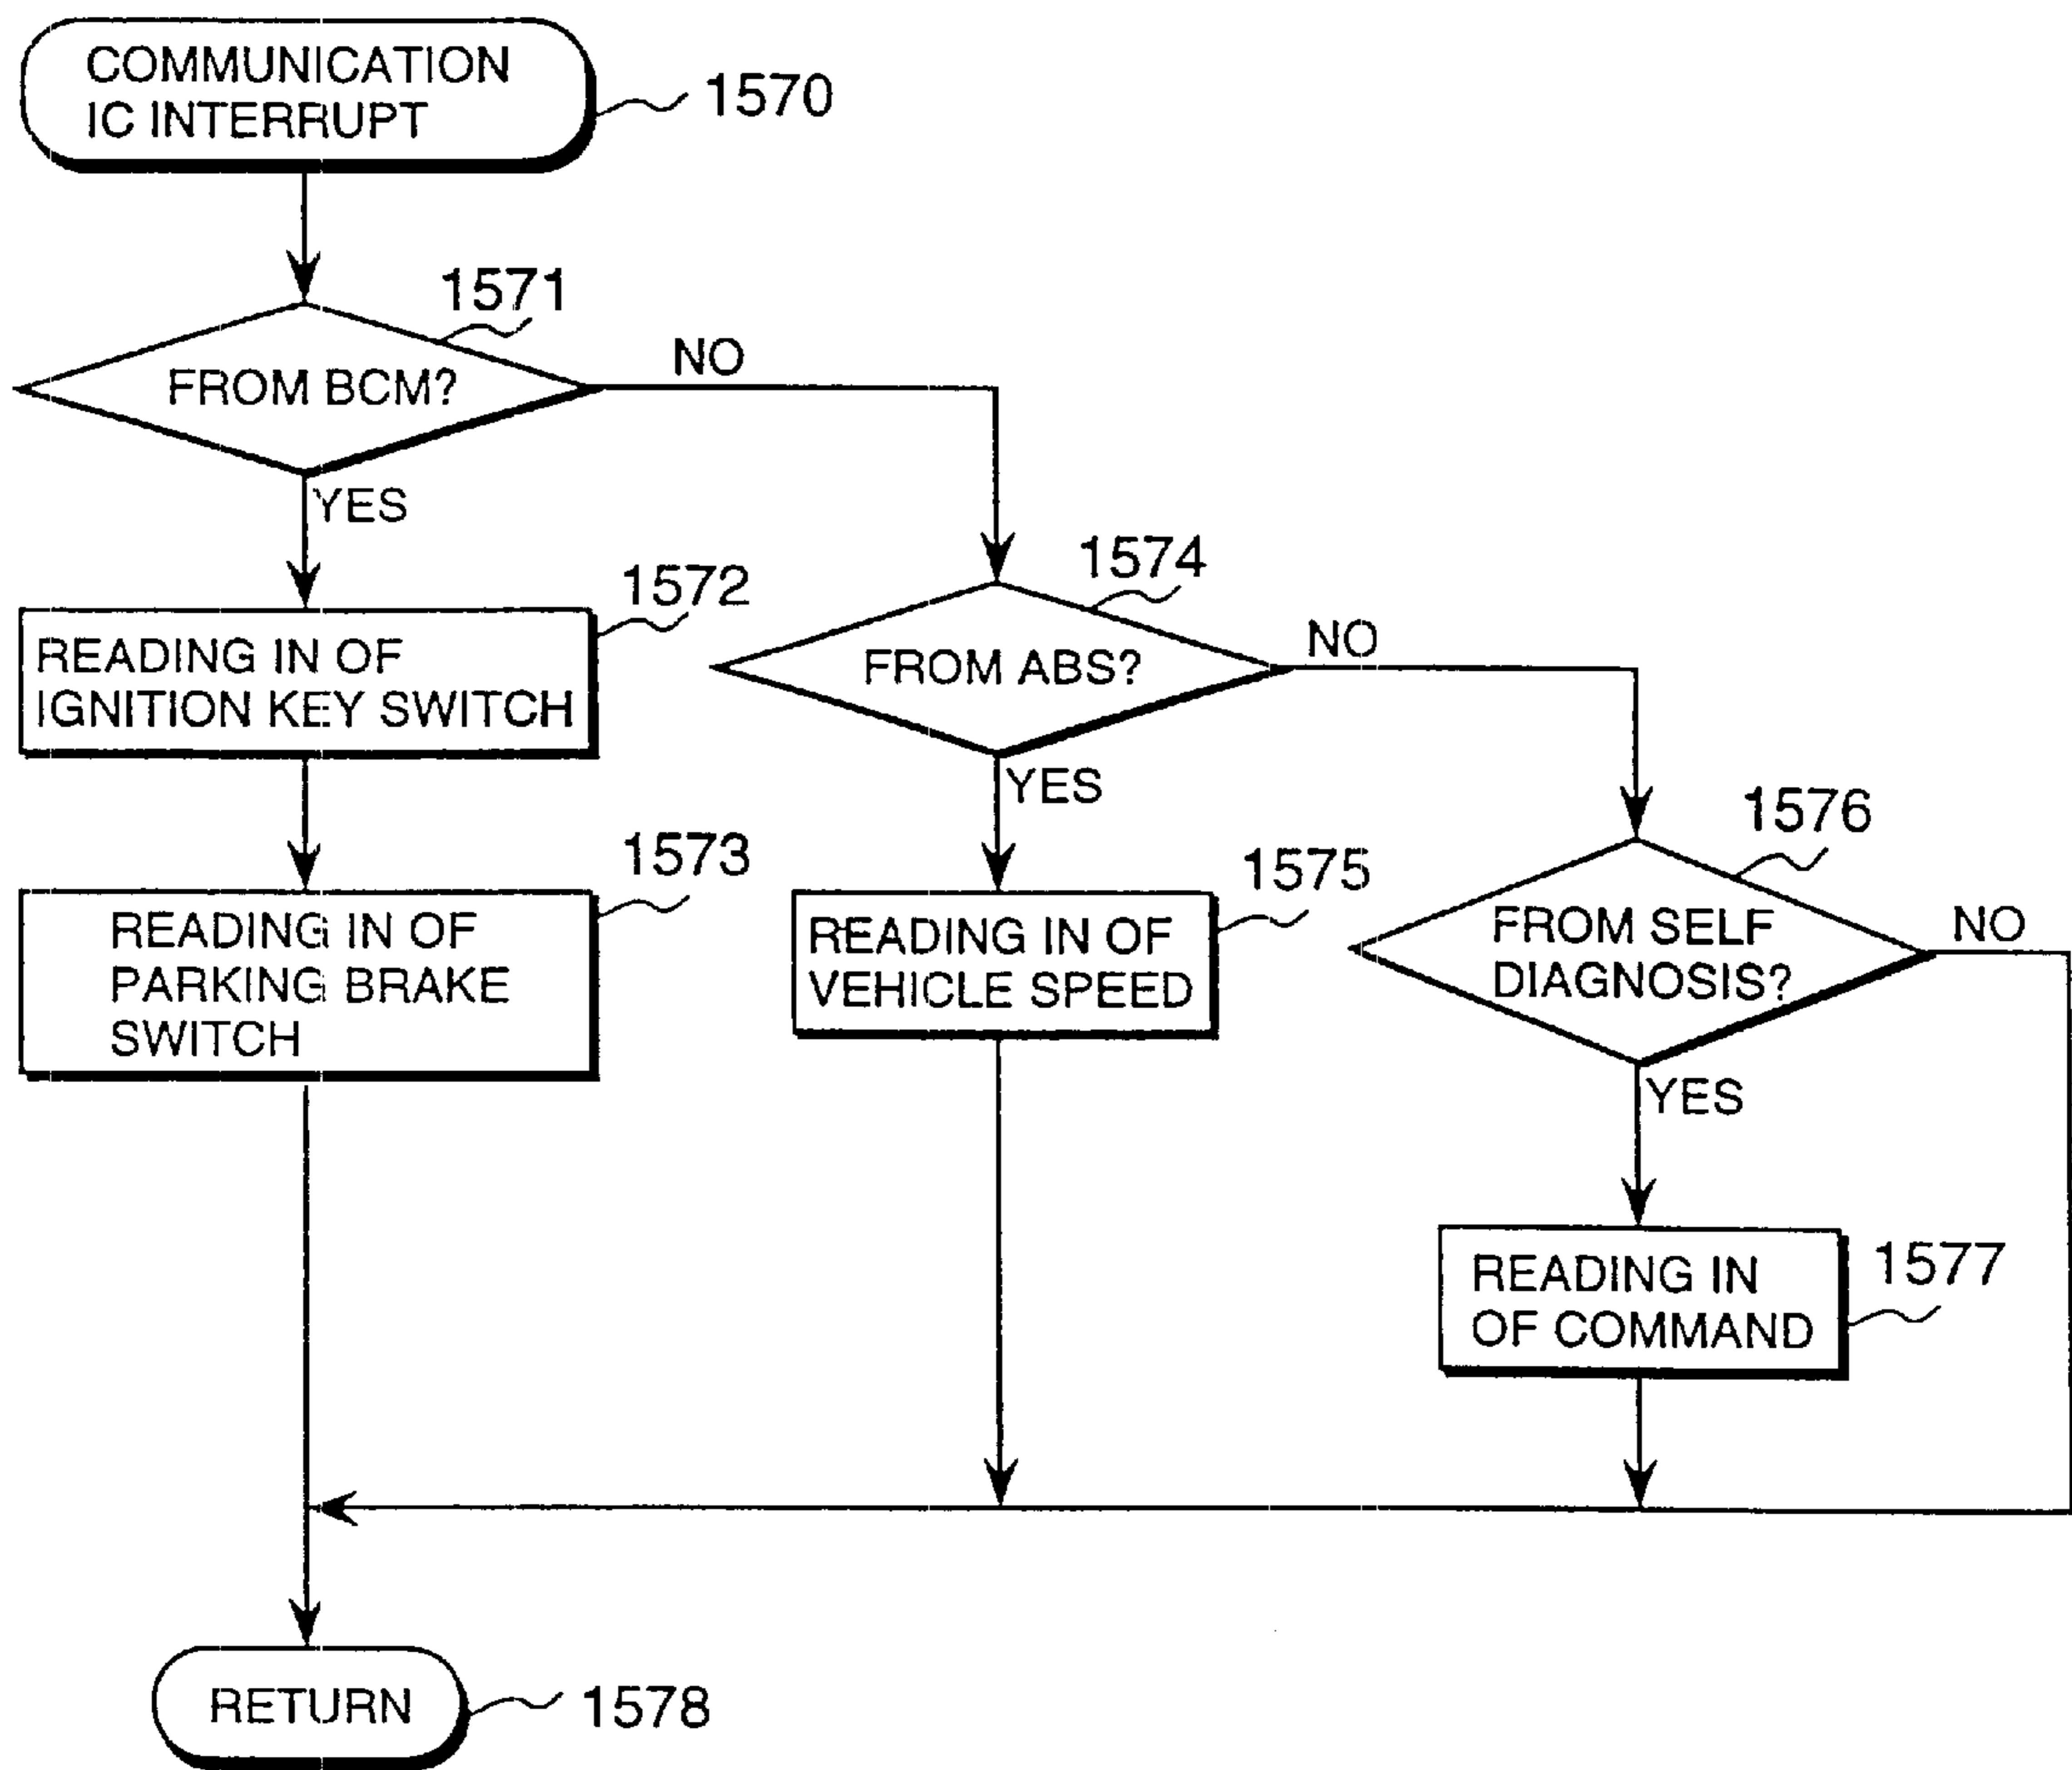 COMMUNICATION
IC INTERRUPT
1570
1571
FROM BCM?
NO
YES
1572
READING IN OF
IGNITION KEY SWITCH
1573
READING IN OF
PARKING BRAKE
SWITCH
1574
FROM ABS?
NO
YES
1575
READING IN OF
VEHICLE SPEED
1576
FROM SELF
DIAGNOSIS?
NO
YES
1577
READING IN
OF COMMAND
RETURN
1578